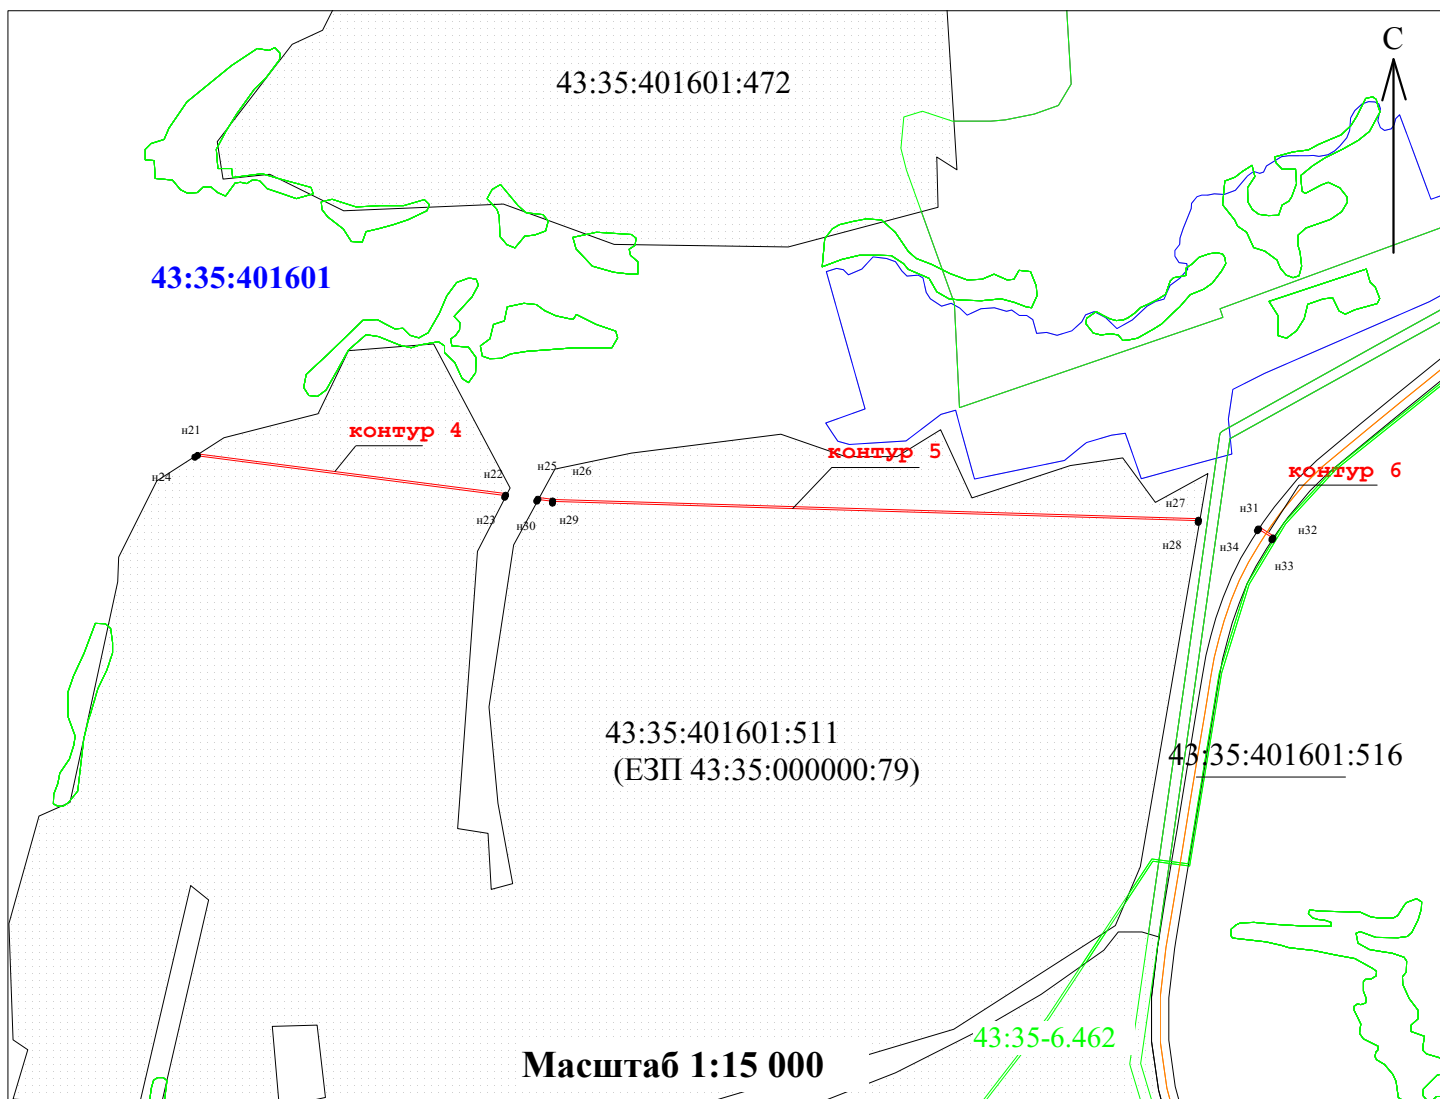 С
43:35:401601:472
43:35:401601
н21
контур 4
н24
н22
н25
н26
контур 5
контур 6
н27
н23
н30
н29
н31
н32
н28
н34
н33
43:35:401601:511
(ЕЗП 43:35:000000:79)
43:35:401601:516
43:35-6.462
Масштаб 1:15 000